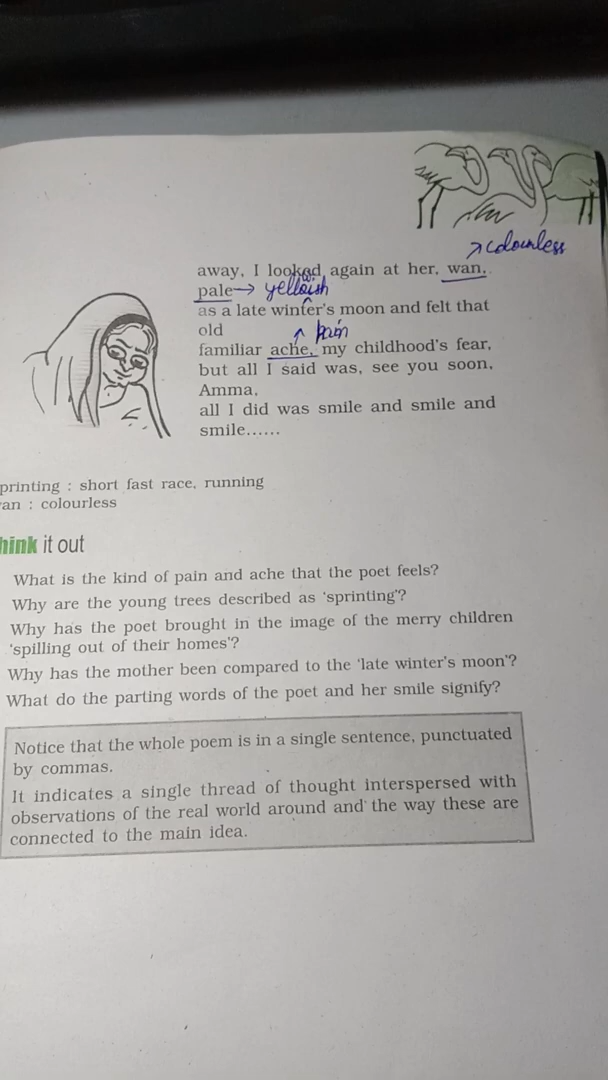 colourless
away, I looked again at her, wan,
pale → yelloish
as a late winter's moon and felt that
old
pain
familiar ache, my childhood's fear,
but all I said was, see you soon,
Amma,
all I did was smile and smile and
smile......
printing : short fast race, running
an : colourless
hink it out
What is the kind of pain and ache that the poet feels?
Why are the young trees described as 'sprinting'?
Why has the poet brought in the image of the merry children
'spilling out of their homes'?
Why has the mother been compared to the 'late winter's moon'?
What do the parting words of the poet and her smile signify?
Notice that the whole poem is in a single sentence, punctuated
by commas.
It indicates a single thread of thought interspersed with
observations of the real world around and the way these are
connected to the main idea.